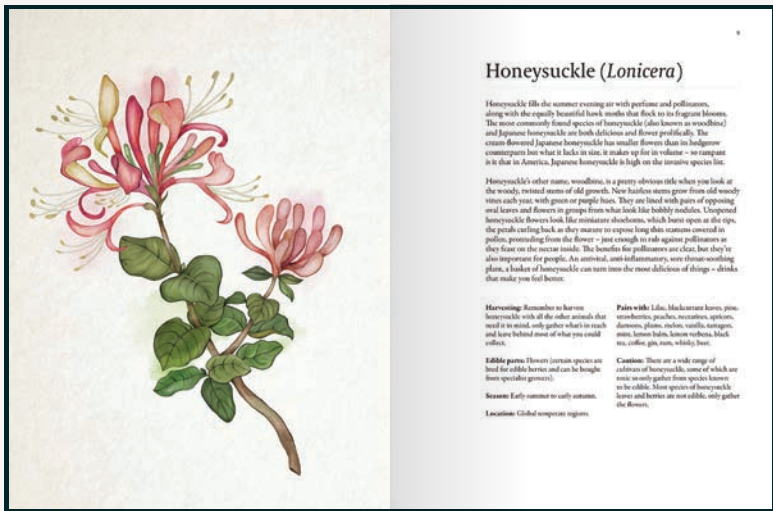 9
Honeysuckle (Lonicera)
Honeysuckle fills the summer evening air with perfume and pollinators,
along with the equally beautiful hawk moths that flock to its fragrant blooms.
The most commonly found species of honeysuckle (also known as woodbine)
and Japanese honeysuckle are both delicious and flower prolifically. The
cream-flowered Japanese honeysuckle has smaller flowers than its hedgerow
counterparts but what it lacks in size, it makes up for in volume – so rampant
is it that in America, Japanese honeysuckle is high on the invasive species list.
Honeysuckle's other name, woodbine, is a pretty obvious title when you look at
the woody, twisted stems of old growth. New hairless stems grow from old woody
vines each year, with green or purple hues. They are lined with pairs of opposing
oval leaves and flowers in groups from what look like bobbly nodules. Unopened
honeysuckle flowers look like miniature shoehorns, which burst open at the tips,
the petals curling back as they mature to expose long thin stamens covered in
pollen, protruding from the flower – just enough to rub against pollinators as
they feast on the nectar inside. The benefits for pollinators are clear, but they're
also important for people. An antiviral, anti-inflammatory, sore throat-soothing
plant, a basket of honeysuckle can turn into the most delicious of things – drinks
that make you feel better.
Harvesting: Remember to harvest
honeysuckle with all the other animals that
need it in mind, only gather what's in reach
and leave behind most of what you could
collect.
Edible parts: Flowers (certain species are
bred for edible berries and can be bought
from specialist growers).
Season: Early summer to early autumn.
Location: Global temperate regions.
Pairs with: Lilac, blackcurrant leaves, pine,
strawberries, peaches, nectarines, apricots,
damsons, plums, melon, vanilla, tarragon,
mint, lemon balm, lemon verbena, black
tea, coffee, gin, rum, whisky, beer.
Caution: There are a wide range of
cultivars of honeysuckle, some of which are
toxic so only gather from species known
to be edible. Most species of honeysuckle
leaves and berries are not edible, only gather
the flowers.